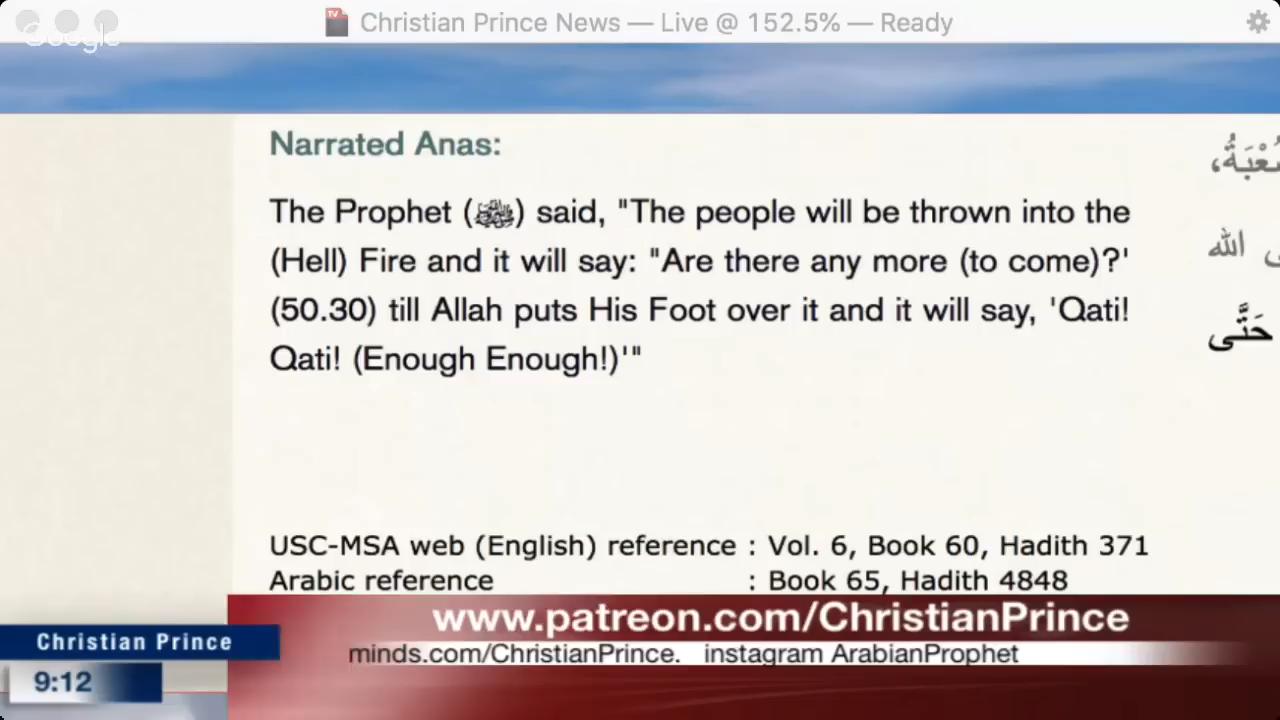 Christian Prince News — Live @ 152.5% — Ready
Google
Narrated Anas:
The Prophet (ﷺ) said, "The people will be thrown into the
(Hell) Fire and it will say: "Are there any more (to come)?'
(50.30) till Allah puts His Foot over it and it will say, 'Qati!
Qati! (Enough Enough!)'"
الله
حَتَّى
USC-MSA web (English) reference : Vol. 6, Book 60, Hadith 371
Arabic reference : Book 65, Hadith 4848
www.patreon.com/ChristianPrince
Christian Prince
minds.com/ChristianPrince. instagram ArabianProphet
9:12